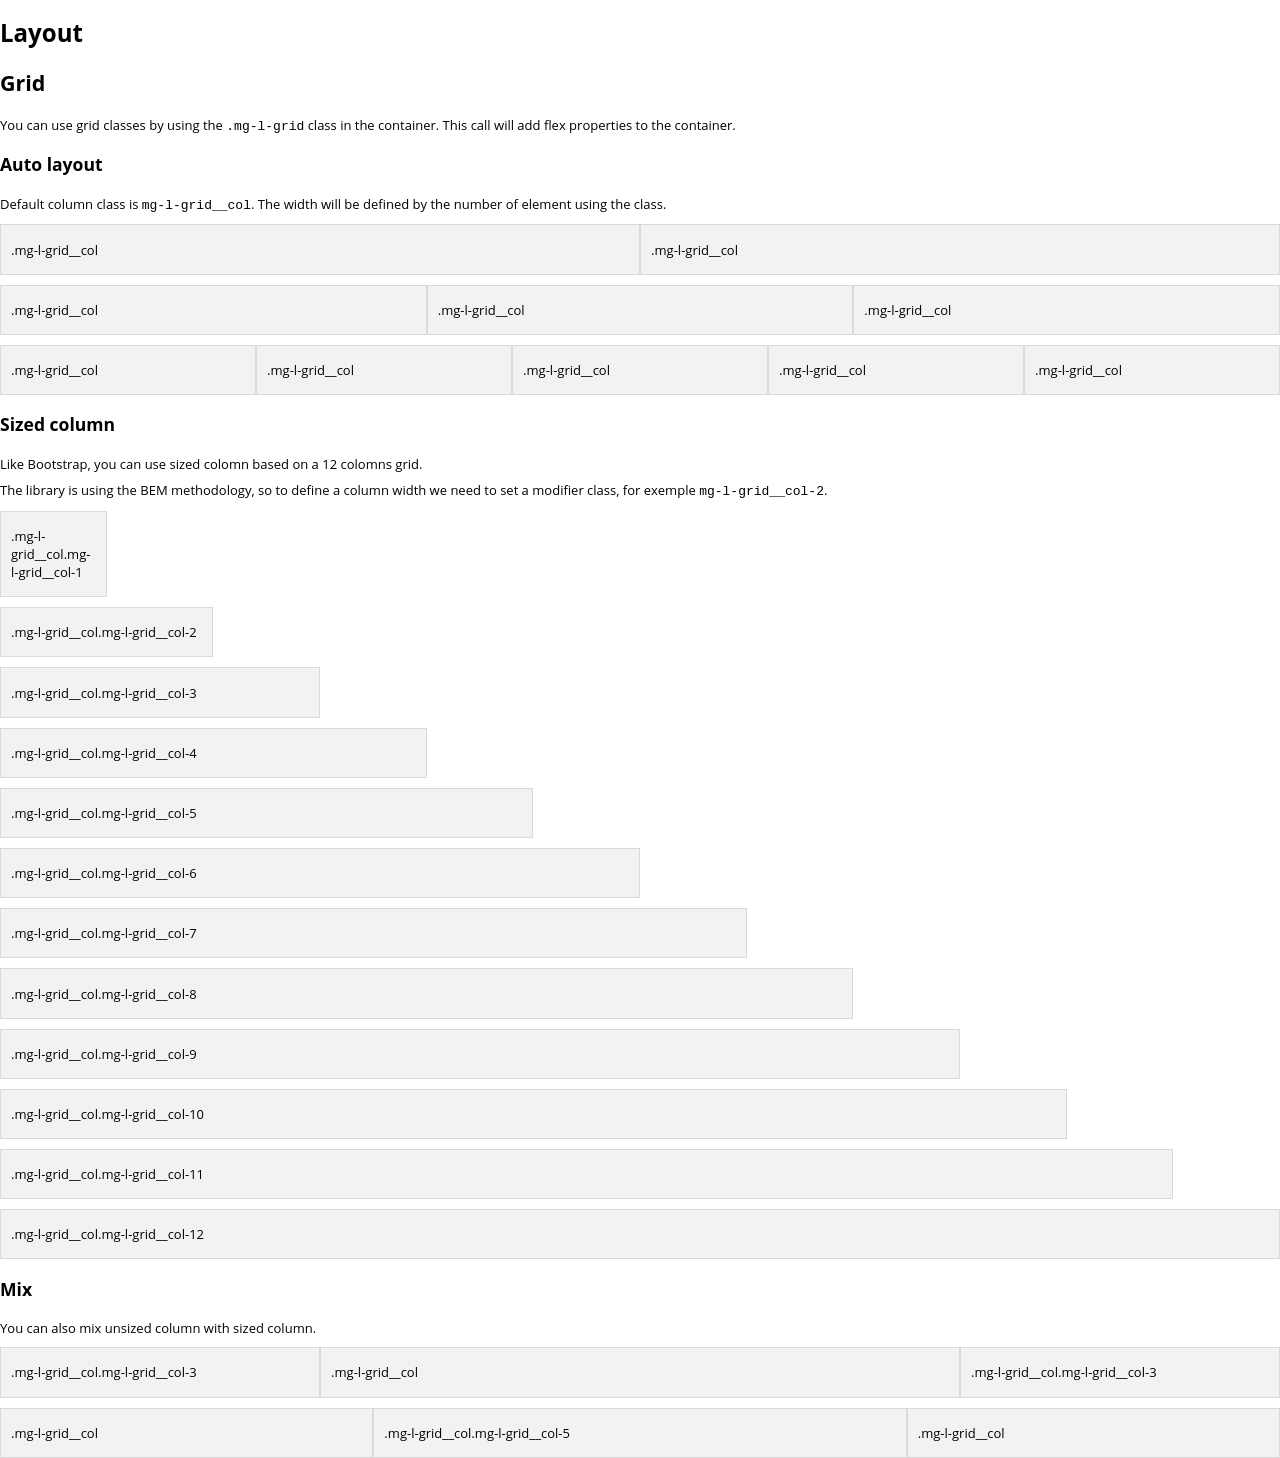 Layout
Grid
You can use grid classes by using the .mg-l-grid class in the container. This call will add flex properties to the container.
Auto layout
Default column class is mg-l-grid__col. The width will be defined by the number of element using the class.
.mg-l-grid__col .mg-l-grid__col
.mg-l-grid__col .mg-l-grid__col .mg-l-grid__col
.mg-l-grid__col .mg-l-grid__col .mg-l-grid__col .mg-l-grid__col .mg-l-grid__col
Sized column
Like Bootstrap, you can use sized colomn based on a 12 colomns grid.
The library is using the BEM methodology, so to define a column width we need to set a modifier class, for exemple mg-l-grid__col-2.
.mg-l-
grid__col.mg-
l-grid__col-1
.mg-l-grid__col.mg-l-grid__col-2
.mg-l-grid__col.mg-l-grid__col-3
.mg-l-grid__col.mg-l-grid__col-4
.mg-l-grid__col.mg-l-grid__col-5
.mg-l-grid__col.mg-l-grid__col-6
.mg-l-grid__col.mg-l-grid__col-7
.mg-l-grid__col.mg-l-grid__col-8
.mg-l-grid__col.mg-l-grid__col-9
.mg-l-grid__col.mg-l-grid__col-10
.mg-l-grid__col.mg-l-grid__col-11
.mg-l-grid__col.mg-l-grid__col-12
Mix
You can also mix unsized column with sized column.
.mg-l-grid__col.mg-l-grid__col-3 .mg-l-grid__col .mg-l-grid__col.mg-l-grid__col-3
.mg-l-grid__col .mg-l-grid__col.mg-l-grid__col-5 .mg-l-grid__col